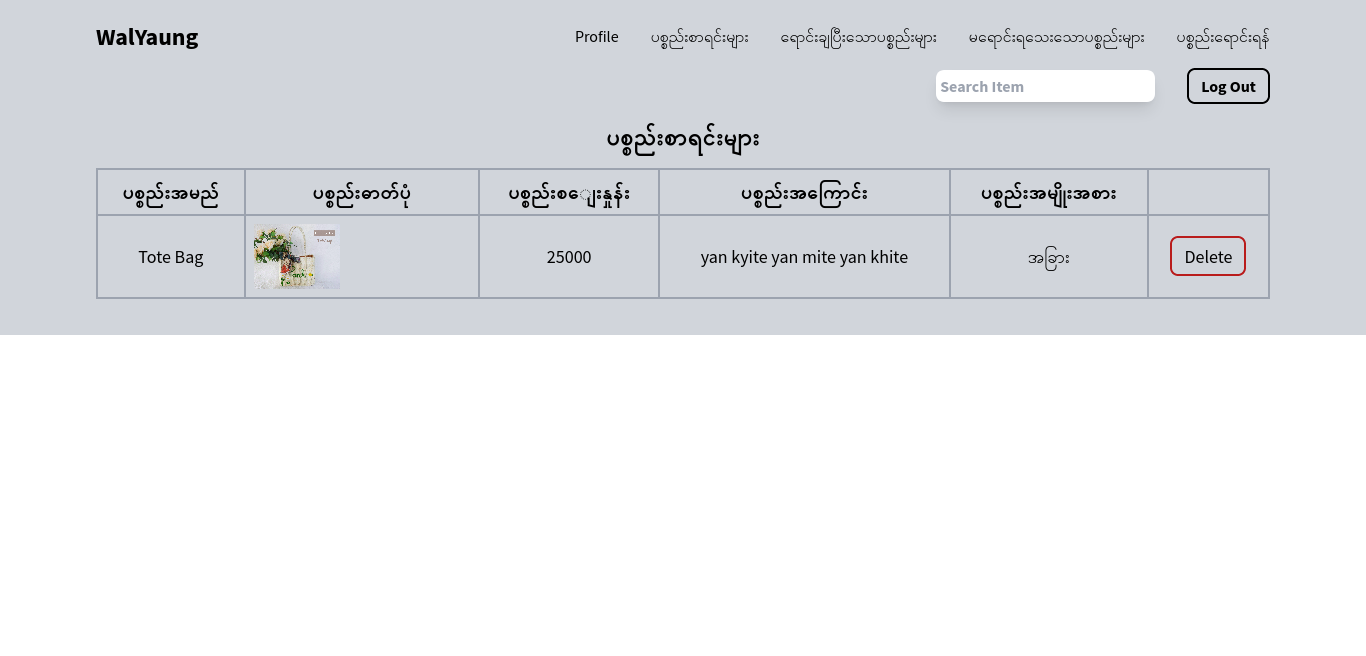 WalYaung
Profile ပစ္စည်းစာရင်းများ ရောင်းချပြီးသောပစ္စည်းများ မရောင်းရသေးသောပစ္စည်းများ ပစ္စည်းရောင်းရန်
Search Item Log Out
ပစ္စည်းစာရင်းများ
ပစ္စည်းအမည် ပစ္စည်းဓာတ်ပုံ ပစ္စည်းစျေးနှုန်း ပစ္စည်းအကြောင်း ပစ္စည်းအမျိုးအစား
Tote Bag 25000 yan kyite yan mite yan khite အခြား Delete